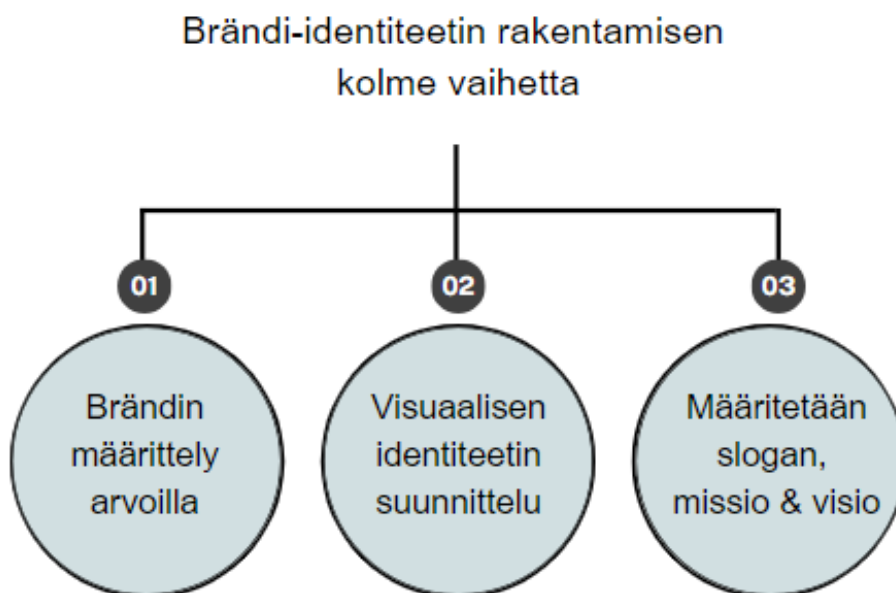 Brändi-identiteetin rakentamisen
kolme vaihetta
01
Brändin
määrittely
arvoilla
02
Visuaalisen
identiteetin
suunnittelu
03
Määritetään
slogan,
missio & visio